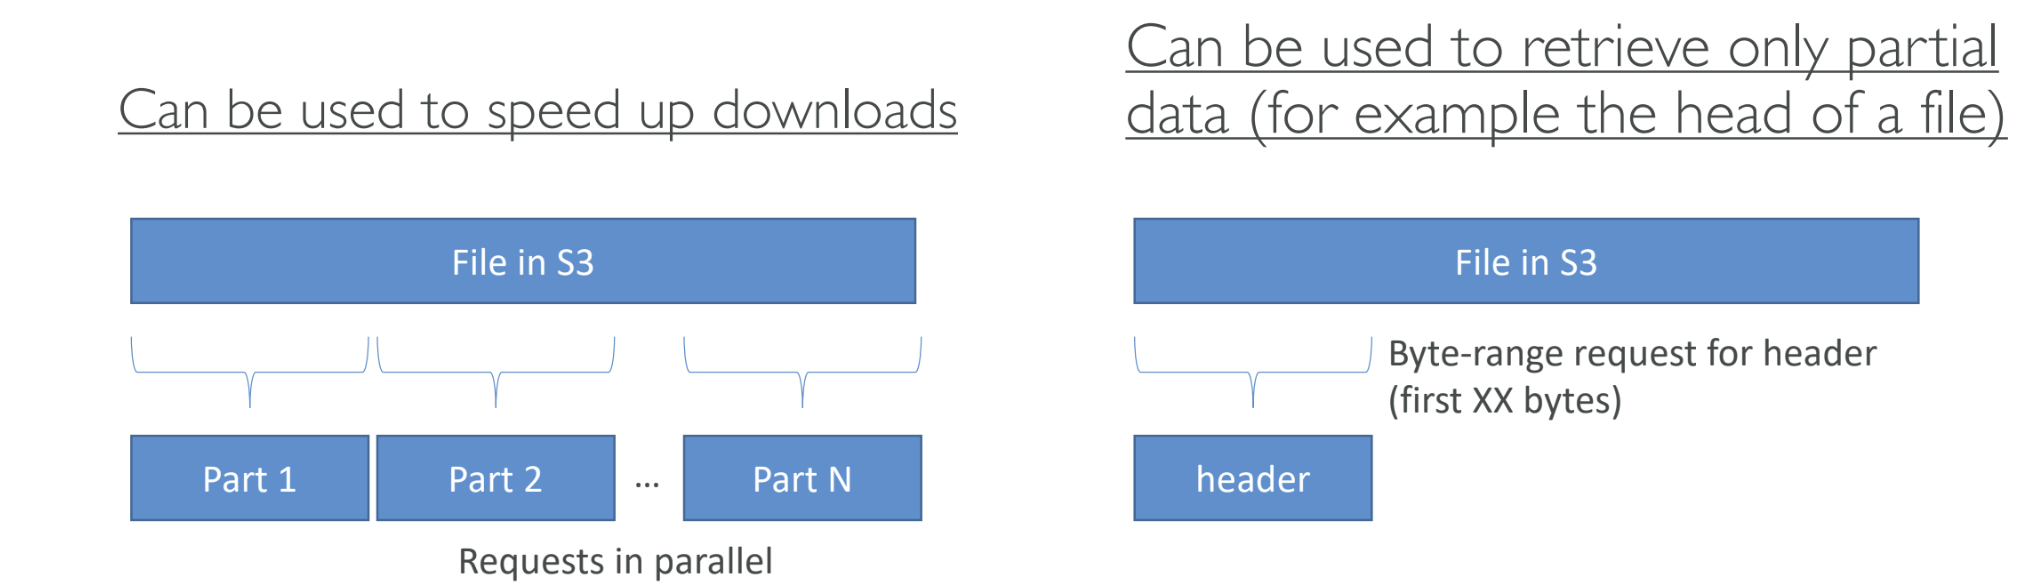 Can be used to speed up downloads
File in S3
Part 1
Part 2
...
Part N
Requests in parallel
Can be used to retrieve only partial
data (for example the head of a file)
File in S3
Byte-range request for header
(first XX bytes)
header